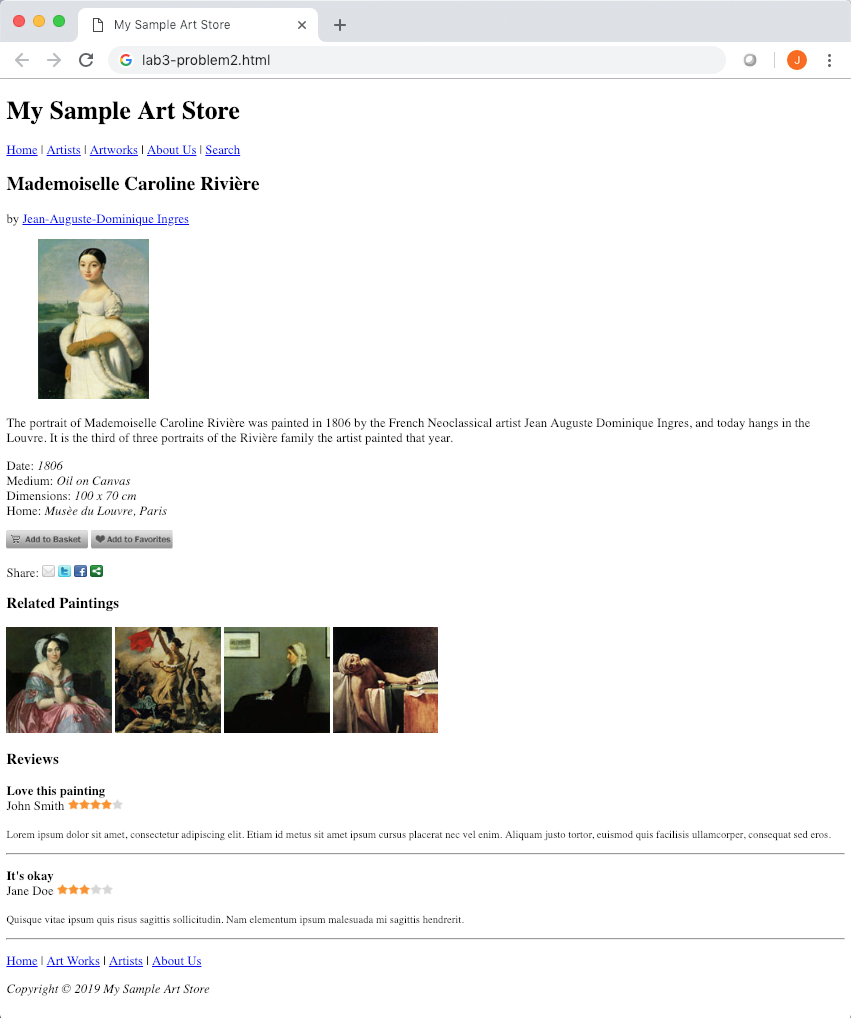 My Sample Art Store
lab3-problem2.html
J
My Sample Art Store
Home | Artists | Artworks | About Us | Search
Mademoiselle Caroline Rivière
by Jean-Auguste-Dominique Ingres
The portrait of Mademoiselle Caroline Rivière was painted in 1806 by the French Neoclassical artist Jean Auguste Dominique Ingres, and today hangs in the
Louvre. It is the third of three portraits of the Rivière family the artist painted that year.
Date: 1806
Medium: Oil on Canvas
Dimensions: 100 x 70 cm
Home: Musèe du Louvre, Paris
Add to Basket Add to Favorites
Share:
Related Paintings
Reviews
Love this painting
John Smith
Lorem ipsum dolor sit amet, consectetur adipiscing elit. Etiam id metus sit amet ipsum cursus placerat nec vel enim. Aliquam justo tortor, euismod quis facilisis ullamcorper, consequat sed eros.
It's okay
Jane Doe
Quisque vitae ipsum quis risus sagittis sollicitudin. Nam elementum ipsum malesuada mi sagittis hendrerit.
Home | Art Works | Artists | About Us
Copyright © 2019 My Sample Art Store